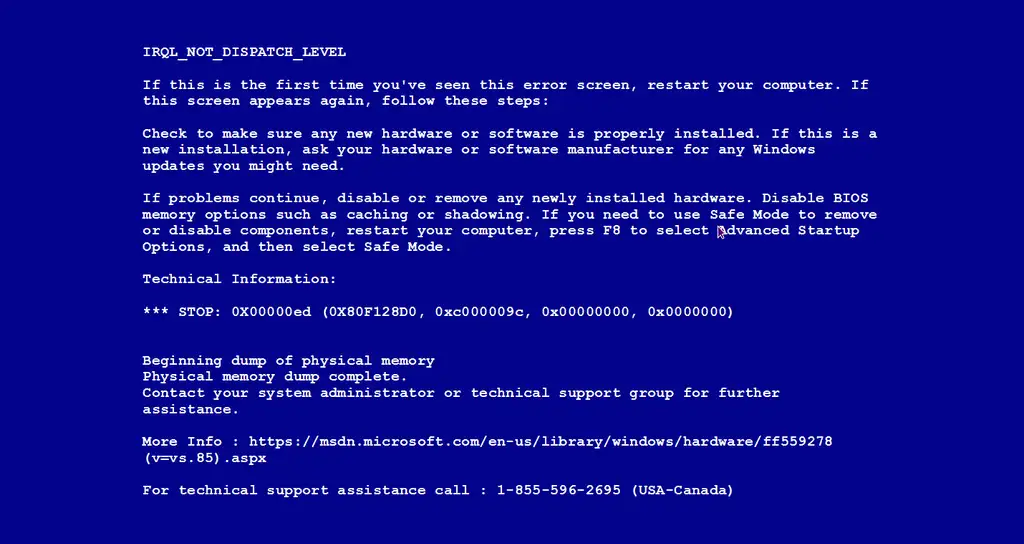 IRQL_NOT_DISPATCH_LEVEL
If this is the first time you've seen this error screen, restart your computer. If
this screen appears again, follow these steps:
Check to make sure any new hardware or software is properly installed. If this is a
new installation, ask your hardware or software manufacturer for any Windows
updates you might need.
If problems continue, disable or remove any newly installed hardware. Disable BIOS
memory options such as caching or shadowing. If you need to use Safe Mode to remove
or disable components, restart your computer, press F8 to select Advanced Startup
Options, and then select Safe Mode.
Technical Information:
*** STOP: 0X00000ed (0X80F128D0, 0xc000009c, 0x00000000, 0x0000000)
Beginning dump of physical memory
Physical memory dump complete.
Contact your system administrator or technical support group for further
assistance.
More Info : https://msdn.microsoft.com/en-us/library/windows/hardware/ff559278
(v=vs.85).aspx
For technical support assistance call : 1-855-596-2695 (USA-Canada)